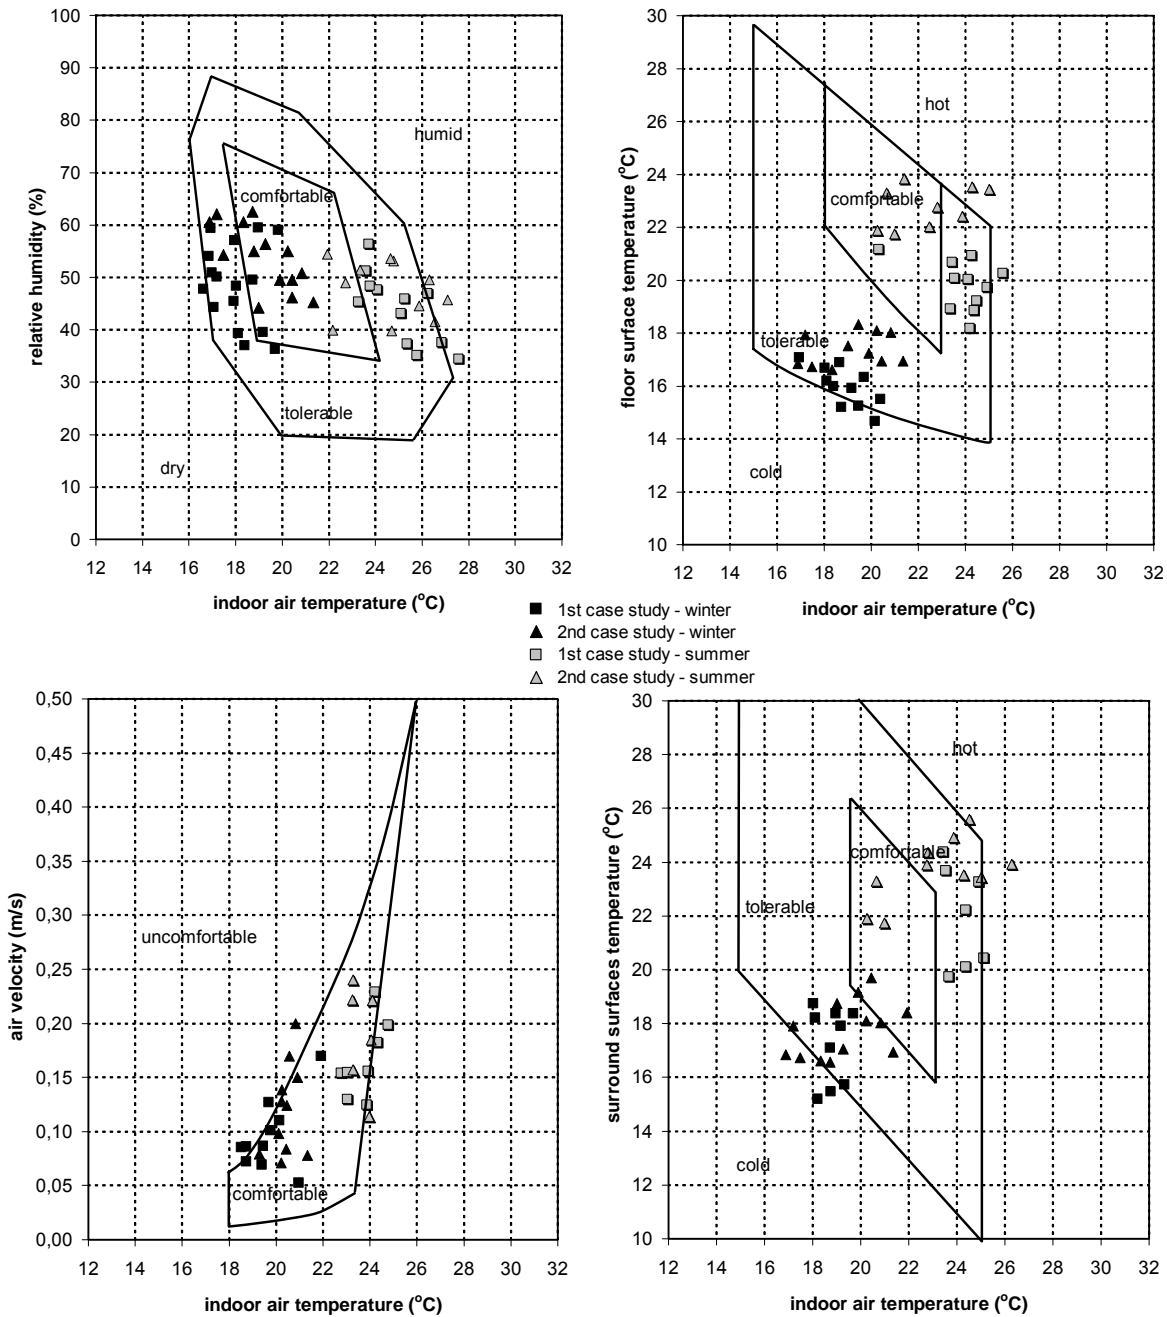 100
90
80
70
60
50
40
30
20
10
0
relative humidity (%)
humid
comfortable
tolerable
dry
12 14 16 18 20 22 24 26 28 30 32
indoor air temperature (°C)
30
28
26
24
22
20
18
16
14
12
10
floor surface temperature (°C)
hot
comfortable
tolerable
cold
12 14 16 18 20 22 24 26 28 30 32
indoor air temperature (°C)
1st case study - winter
2nd case study - winter
1st case study - summer
2nd case study - summer
0,50
0,45
0,40
0,35
0,30
0,25
0,20
0,15
0,10
0,05
0,00
air velocity (m/s)
uncomfortable
comfortable
12 14 16 18 20 22 24 26 28 30 32
indoor air temperature (°C)
30
28
26
24
22
20
18
16
14
12
10
surround surfaces temperature (°C)
hot
comfortable
tolerable
cold
12 14 16 18 20 22 24 26 28 30 32
indoor air temperature (°C)